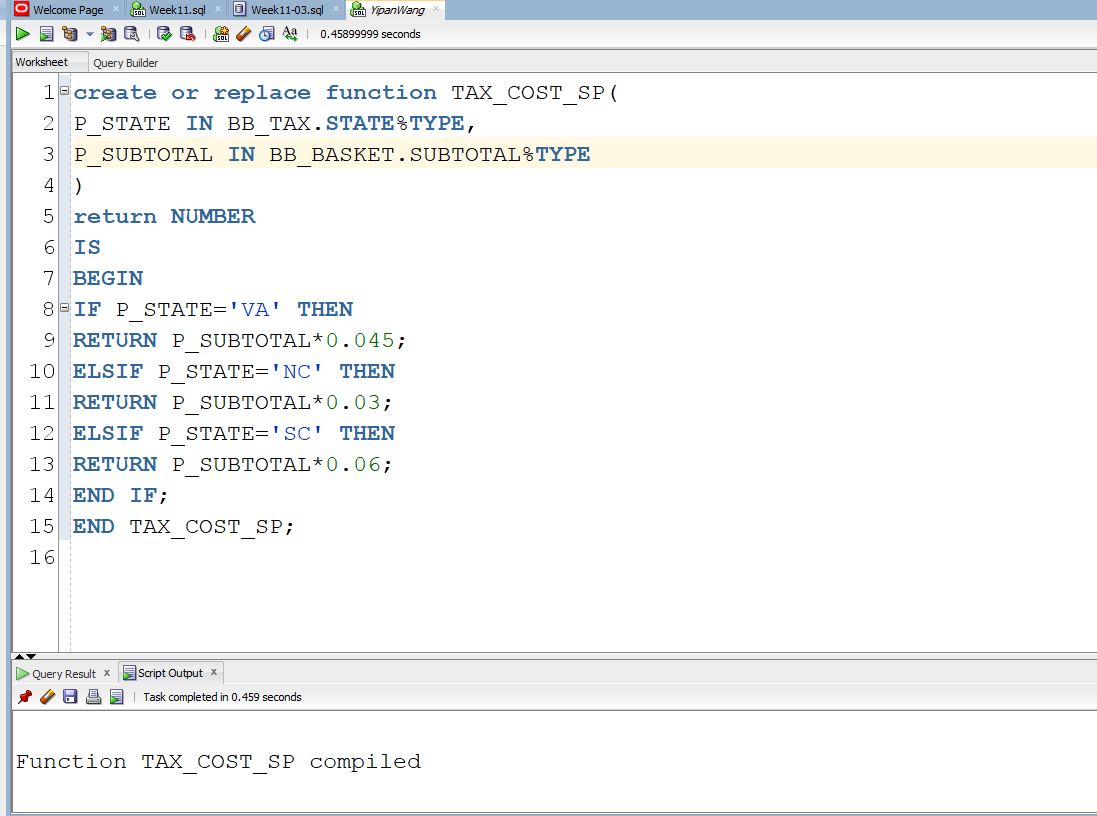 Welcome Page Week11.sql Week11-03.sql YipanWang
0.45899999 seconds
Worksheet Query Builder
1 create or replace function TAX_COST_SP(
2 P_STATE IN BB_TAX.STATE%TYPE,
3 P_SUBTOTAL IN BB_BASKET.SUBTOTAL%TYPE
4 )
5 return NUMBER
6 IS
7 BEGIN
8 IF P_STATE='VA' THEN
9 RETURN P_SUBTOTAL*0.045;
10 ELSIF P_STATE='NC' THEN
11 RETURN P_SUBTOTAL*0.03;
12 ELSIF P_STATE='SC' THEN
13 RETURN P_SUBTOTAL*0.06;
14 END IF;
15 END TAX_COST_SP;
16
Query Result Script Output
Task completed in 0.459 seconds
Function TAX_COST_SP compiled